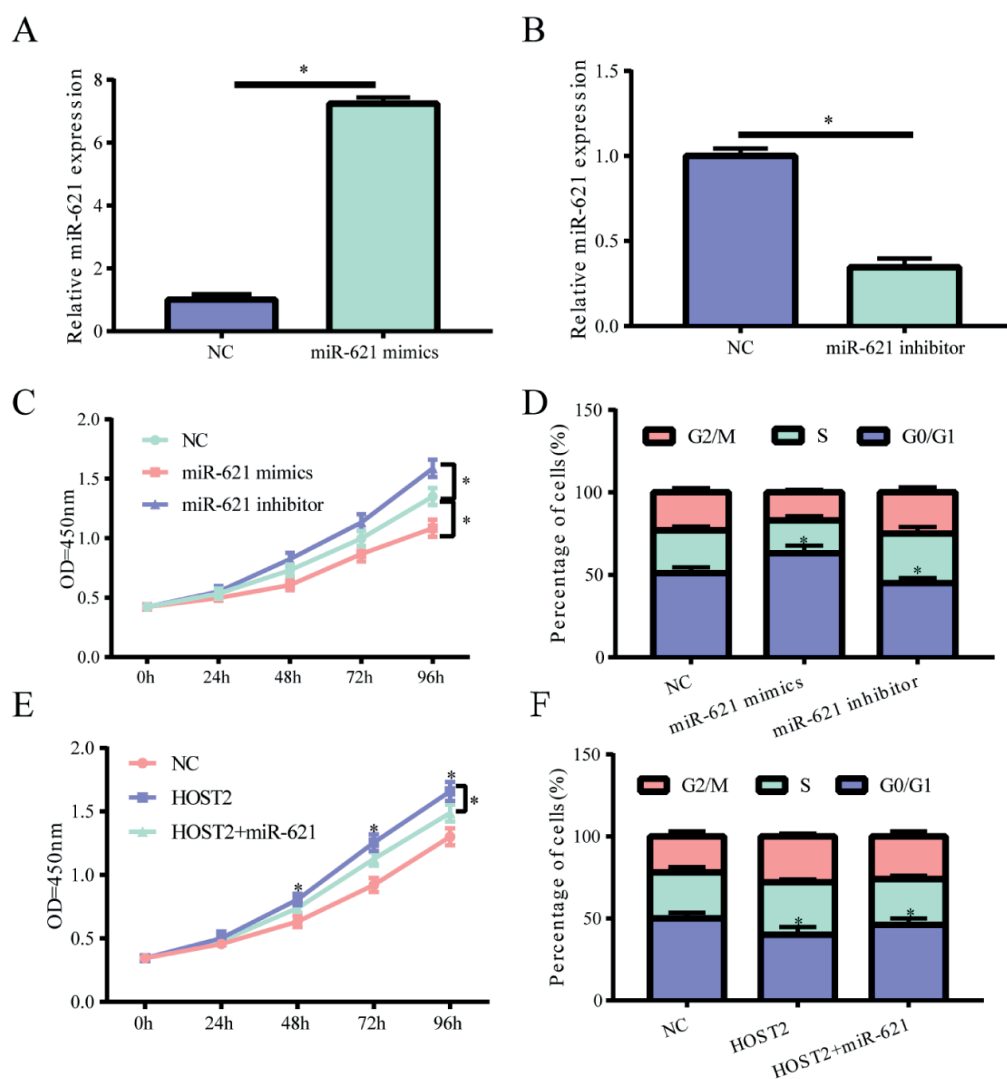 A
Relative miR-621 expression
8
6
4
2
0
*
NC
miR-621 mimics
B
Relative miR-621 expression
1.5
1.0
0.5
0.0
*
NC
miR-621 inhibitor
C
OD=450nm
2.0
1.5
1.0
0.5
0.0
NC
miR-621 mimics
miR-621 inhibitor
*
*
0h 24h 48h 72h 96h
D
Percentage of cells(%)
150
100
50
0
G2/M S G0/G1
*
*
NC
miR-621 mimics
miR-621 inhibitor
E
OD=450nm
2.0
1.5
1.0
0.5
0.0
NC
HOST2
HOST2+miR-621
*
*
*
*
0h 24h 48h 72h 96h
F
Percentage of cells(%)
150
100
50
0
G2/M S G0/G1
*
*
NC
HOST2
HOST2+miR-621